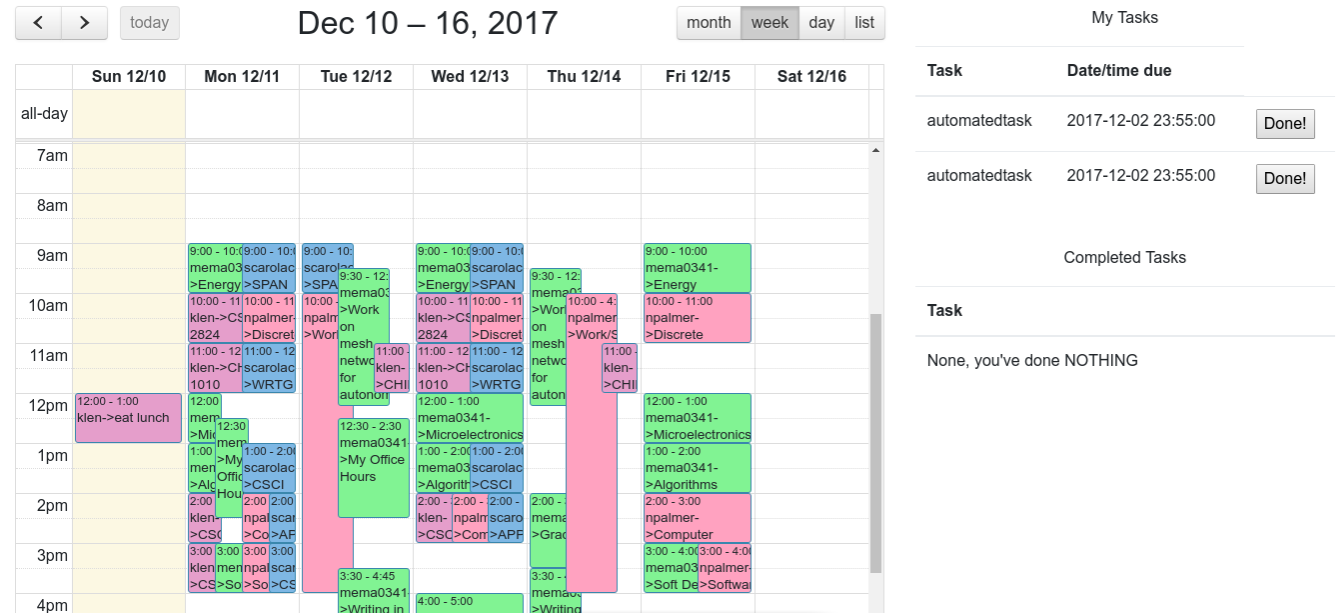 today
Dec 10 – 16, 2017
month week day list
Sun 12/10 Mon 12/11 Tue 12/12 Wed 12/13 Thu 12/14 Fri 12/15 Sat 12/16
all-day
7am
8am
9am
10am
11am
12pm
1pm
2pm
3pm
4pm
12:00 - 1:00
klen->eat lunch
9:00 - 10:0
mema03
>Energy
9:00 - 10:0
scarolac
>SPAN
10:00 - 11
klen->CS
2824
10:00 - 11
npalmer-
>Discret
11:00 - 12
klen->CH
1010
11:00 - 12
scarolac
>WRTG
12:00
mem
>Mic
12:30
mem
>My
Offic
Hou
1:00
mem
>Alg
1:00 - 2:00
scarolac
>CSCI
2:00
klen-
>CSC
2:00
npal
>Co
2:00
scar
>AP
3:00
klen
>CS
3:00
mem
>So
3:00
npal
>So
3:00
scar
>CS
9:00 - 10:
scarolac
>SPA
9:30 - 12:
mema03
>Work
on
mesh
netwo
for
autonom
10:00 -
npalm
>Wor
11:00 -
klen-
>CHI
12:30 - 2:30
mema0341-
>My Office
Hours
3:30 - 4:45
mema0341-
>Writing in
9:00 - 10:0
mema03
>Energy
9:00 - 10:0
scarolac
>SPAN
10:00 - 11
klen->CS
2824
10:00 - 11
npalmer-
>Discret
11:00 - 12
klen->CH
1010
11:00 - 12
scarolac
>WRTG
12:00 - 1:00
mema0341-
>Microelectronics
1:00 - 2:00
mema03
>Algorith
1:00 - 2:00
scarolac
>CSCI
2:00 -
klen-
>CSC
2:00 -
npalm
>Com
2:00 -
scaro
>APP
4:00 - 5:00
9:30 - 12:
mema0
>Work
on
mesh
netwo
for
auton
10:00 - 4:
npalmer
>Work/S
11:00 -
klen-
>CHI
2:00 -
mema
>Grad
3:30 -
mema0
>Writing
9:00 - 10:00
mema0341-
>Energy
10:00 - 11:00
npalmer-
>Discrete
12:00 - 1:00
mema0341-
>Microelectronics
1:00 - 2:00
mema0341-
>Algorithms
2:00 - 3:00
npalmer-
>Computer
3:00 - 4:00
mema03
>Soft De
3:00 - 4:00
npalmer-
>Softwa
My Tasks
Task Date/time due
automatedtask 2017-12-02 23:55:00 Done!
automatedtask 2017-12-02 23:55:00 Done!
Completed Tasks
Task
None, you've done NOTHING